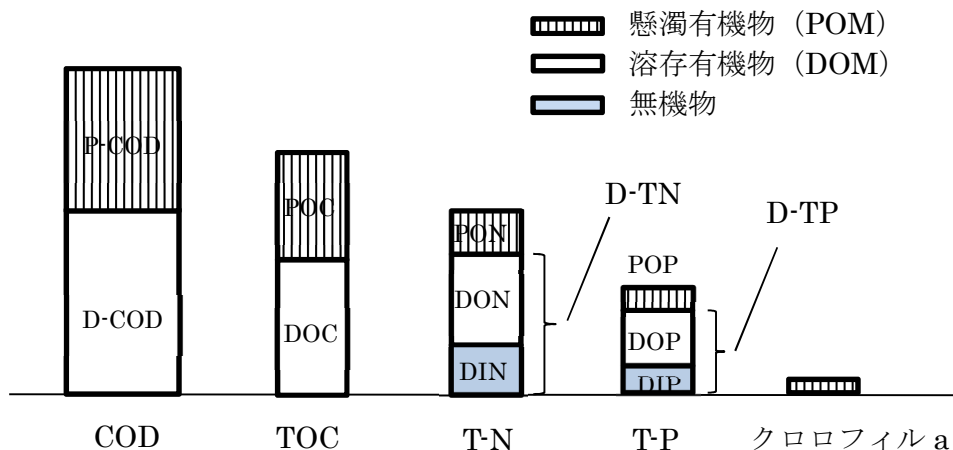 懸濁有機物（POM）
溶存有機物（DOM）
無機物
P-COD
D-COD
POC
DOC
PON
DON
DIN
D-TN
POP
DOP
DIP
D-TP
COD
TOC
T-N
T-P
クロロフィル a